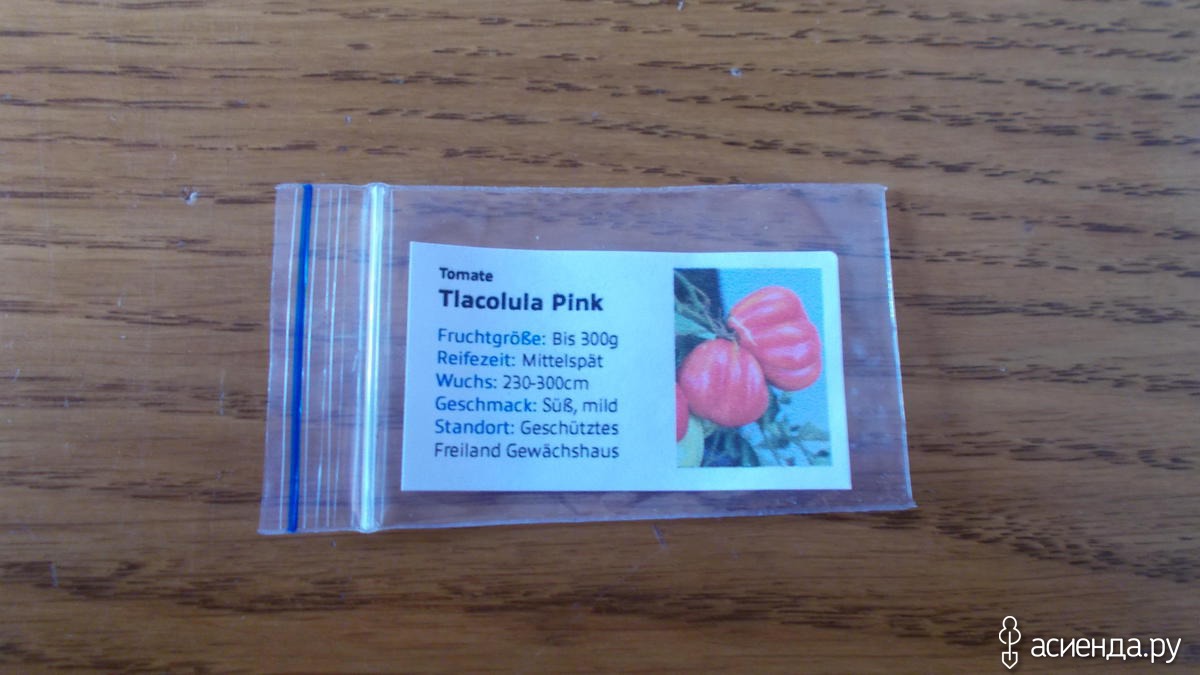 Tomate
Tlacolula Pink
Fruchtgröße: Bis 300g
Reifezeit: Mittelspät
Wuchs: 230-300cm
Geschmack: Süß, mild
Standort: Geschütztes
Freiland Gewächshaus
асиенда.ру